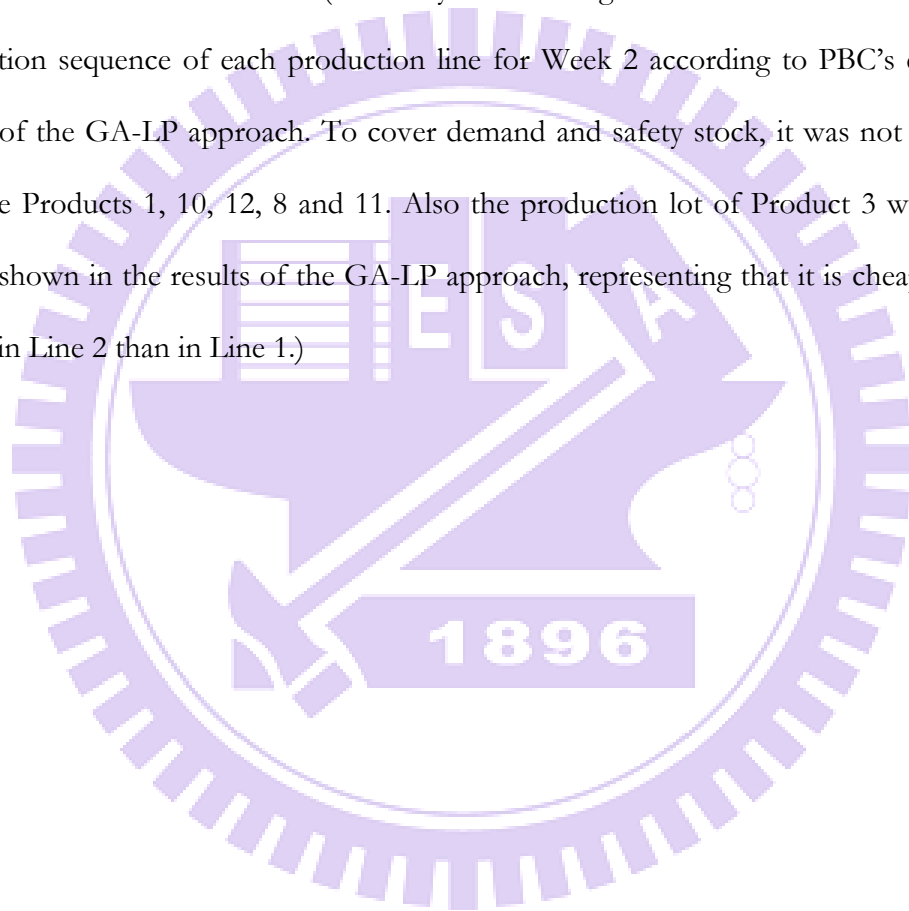 tion sequence of each production line for Week 2 according to PBC's
of the GA-LP approach. To cover demand and safety stock, it was not
e Products 1, 10, 12, 8 and 11. Also the production lot of Product 3 w
shown in the results of the GA-LP approach, representing that it is chea
in Line 2 than in Line 1.)
E S A
1896